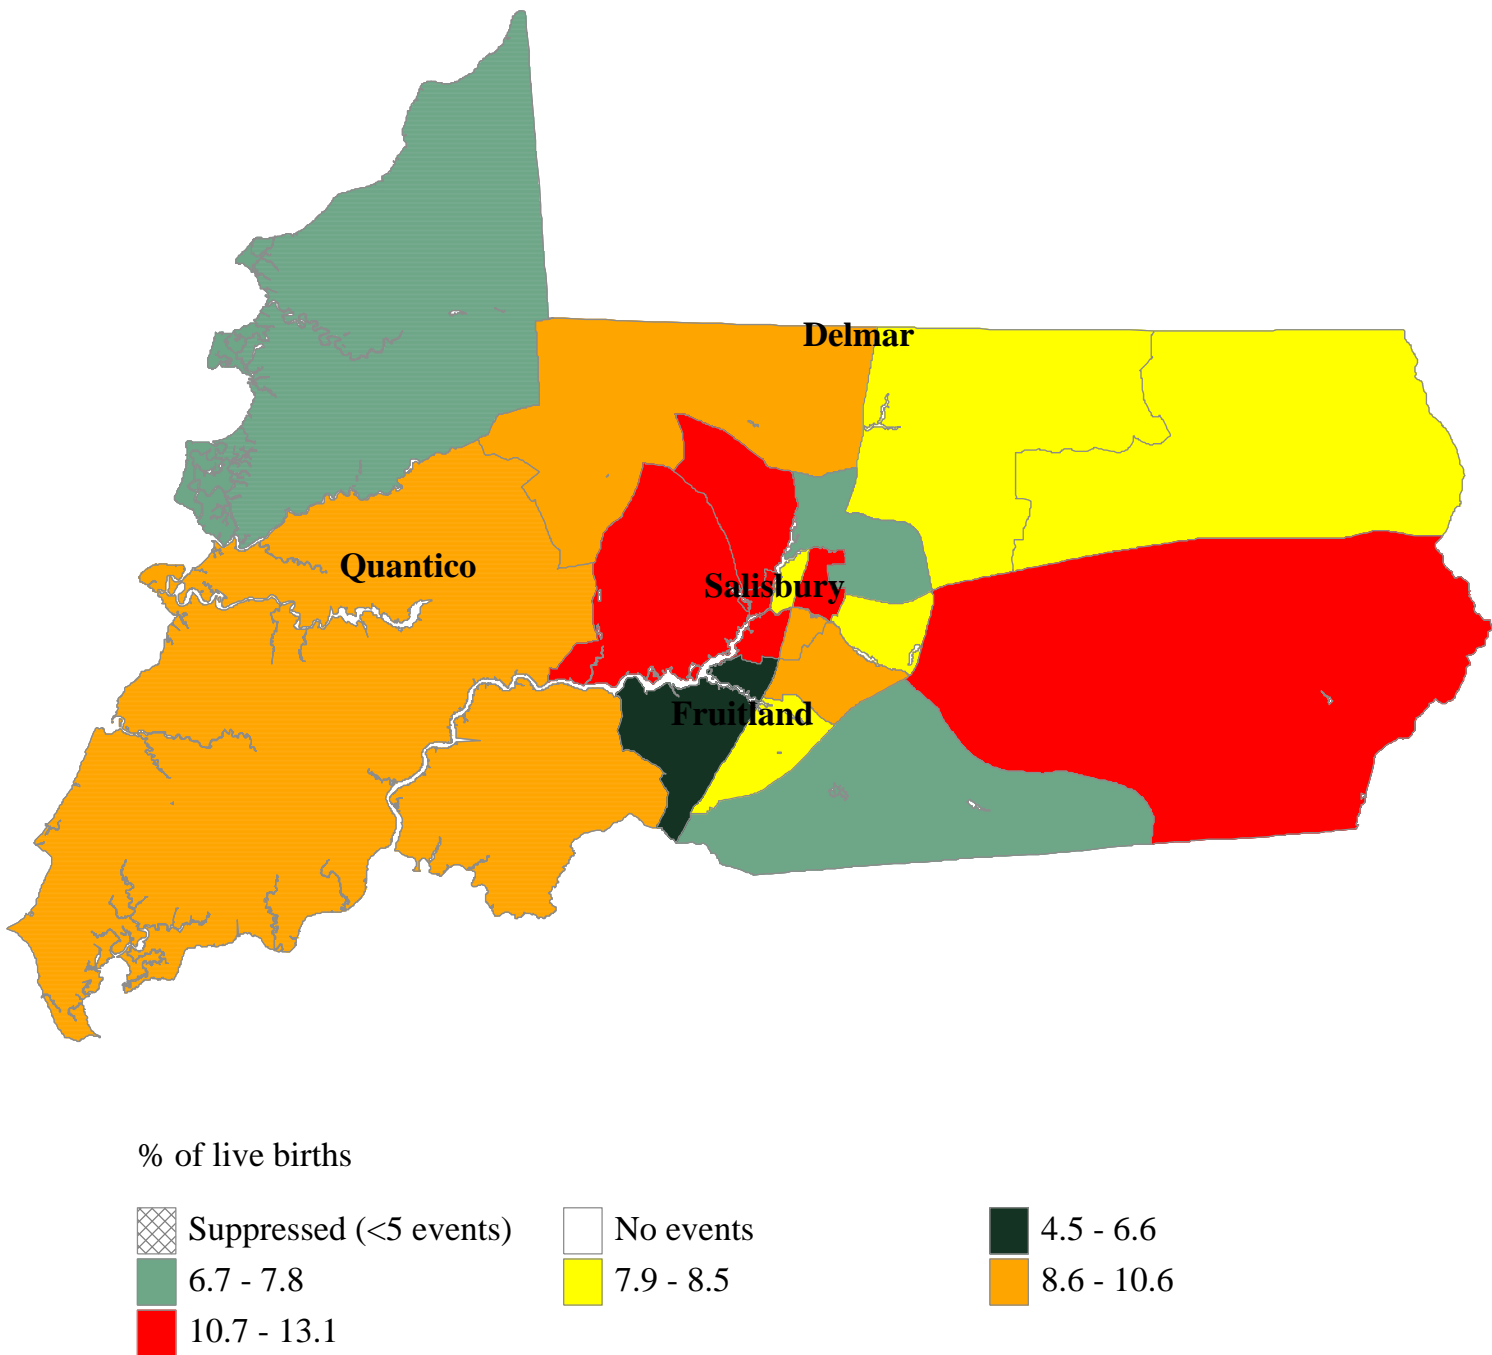 Delmar
Quantico
Salisbury
Fruitland
% of live births
Suppressed (<5 events)
No events
4.5 - 6.6
6.7 - 7.8
7.9 - 8.5
8.6 - 10.6
10.7 - 13.1